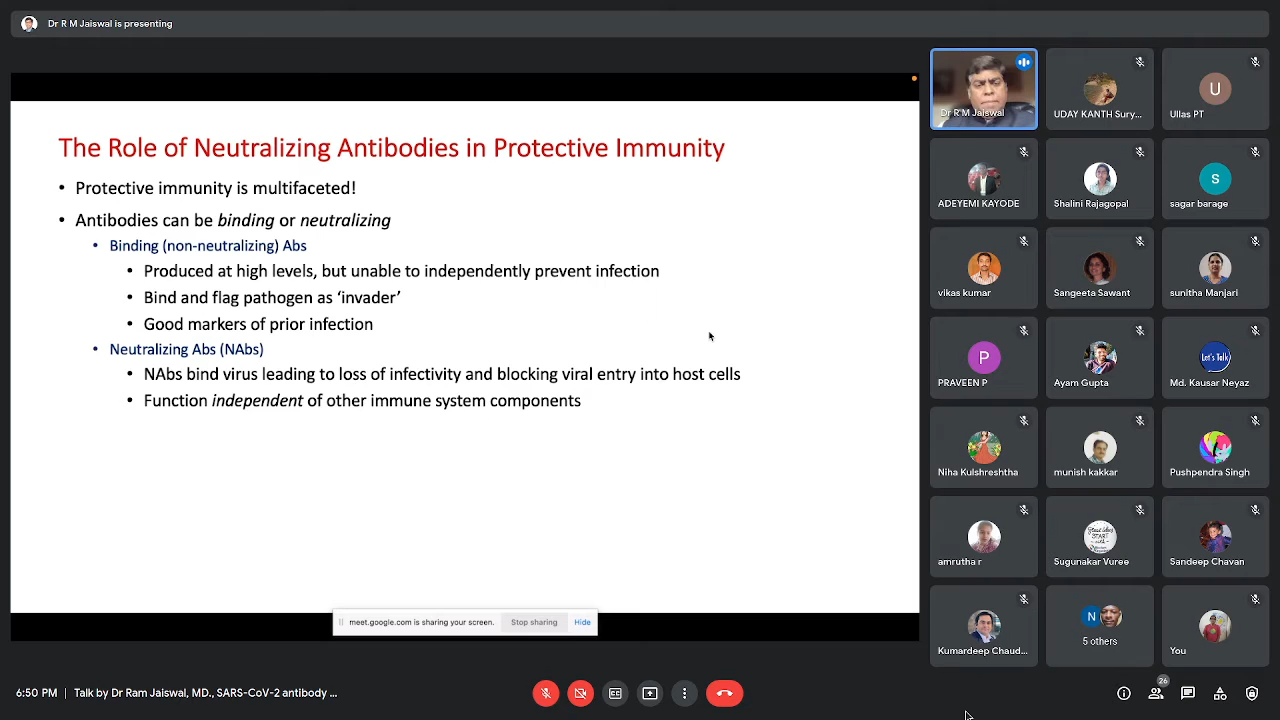 Dr R M Jaiswal is presenting
The Role of Neutralizing Antibodies in Protective Immunity
• Protective immunity is multifaceted!
• Antibodies can be binding or neutralizing
• Binding (non-neutralizing) Abs
• Produced at high levels, but unable to independently prevent infection
• Bind and flag pathogen as ‘invader’
• Good markers of prior infection
• Neutralizing Abs (NAbs)
• NAbs bind virus leading to loss of infectivity and blocking viral entry into host cells
• Function independent of other immune system components
meet.google.com is sharing your screen.
Stop sharing
Hide
Dr R M Jaiswal
UDAY KANTH Sury...
U
Ullas PT
ADEYEMI KAYODE
Shalini Rajagopal
S
sagar barage
vikas kumar
Sangeeta Sawant
sunitha Manjari
P
PRAVEEN P
Ayam Gupta
Let's Talk
Md. Kausar Neyaz
Niha Kulshreshtha
munish kakkar
Pushpendra Singh
amrutha r
START
Sugunakar Vuree
Sandeep Chavan
Kumardeep Chaud...
N
5 others
You
6:50 PM | Talk by Dr Ram Jaiswal, MD., SARS-CoV-2 antibody ...
26